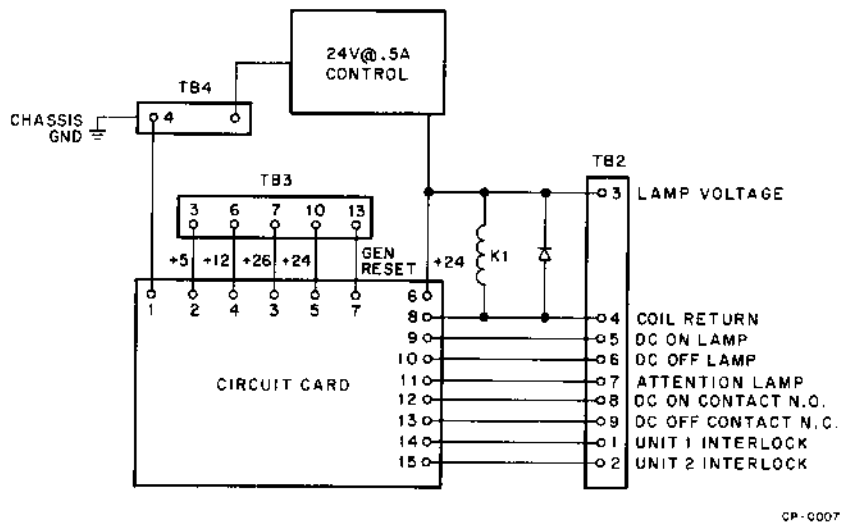 24V@.5A
CONTROL
TB4
CHASSIS
GND
4
TB3
3 6 7 10 13
+5 +12 +26 +24
GEN
RESET
+24
K1
TB2
3 LAMP VOLTAGE
1 2 4 3 5 7
6
8
4 COIL RETURN
9
5 DC ON LAMP
10
6 DC OFF LAMP
11
7 ATTENTION LAMP
12
8 DC ON CONTACT N.O.
13
9 DC OFF CONTACT N.C.
14
1 UNIT 1 INTERLOCK
15
2 UNIT 2 INTERLOCK
CIRCUIT CARD
CP-0007